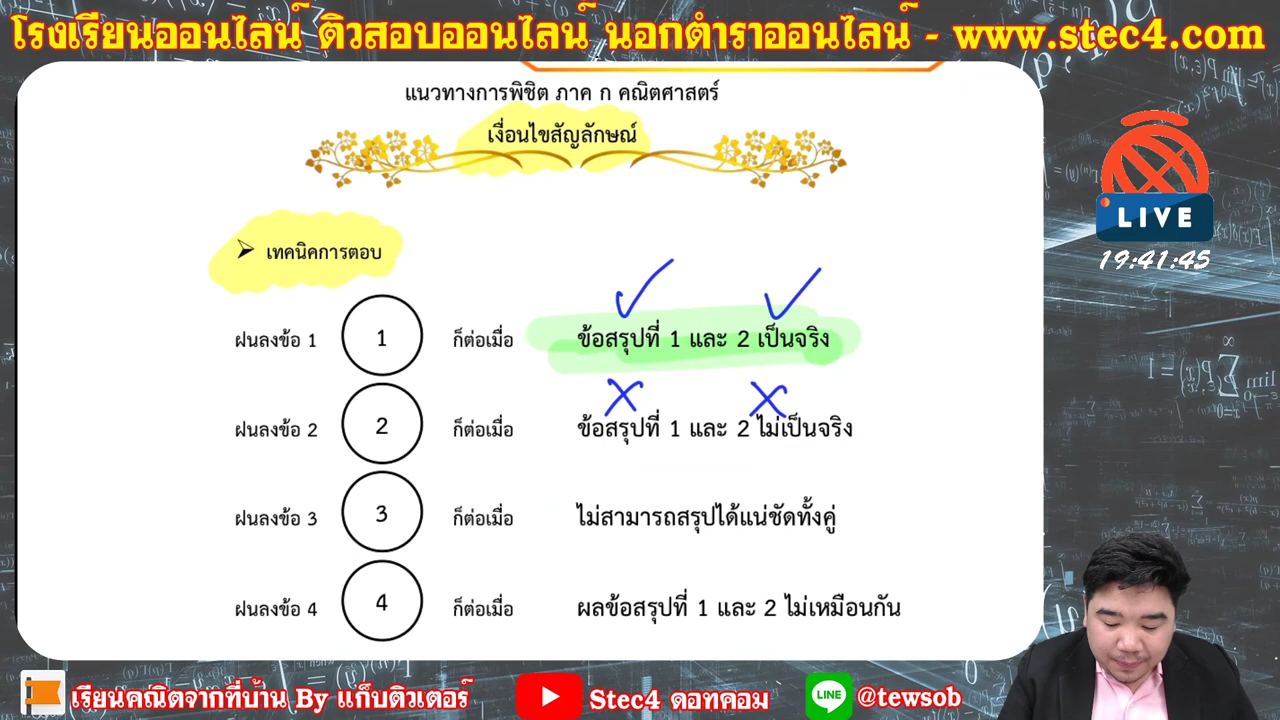 โรงเรียนออนไลน์ ติวสอบออนไลน์ นอกตำราออนไลน์ - www.stec4.com
แนวทางการพิชิต ภาค ก คณิตศาสตร์
เงื่อนไขสัญลักษณ์
LIVE
19:41:45
เทคนิคการตอบ
ฝนลงข้อ 1 1 ก็ต่อเมื่อ ข้อสรุปที่ 1 และ 2 เป็นจริง
ฝนลงข้อ 2 2 ก็ต่อเมื่อ ข้อสรุปที่ 1 และ 2 ไม่เป็นจริง
ฝนลงข้อ 3 3 ก็ต่อเมื่อ ไม่สามารถสรุปได้แน่ชัดทั้งคู่
ฝนลงข้อ 4 4 ก็ต่อเมื่อ ผลข้อสรุปที่ 1 และ 2 ไม่เหมือนกัน
เรียนคณิตจากที่บ้าน By แก็บติวเตอร์ Stec4 ดอทคอม LINE @tewsob